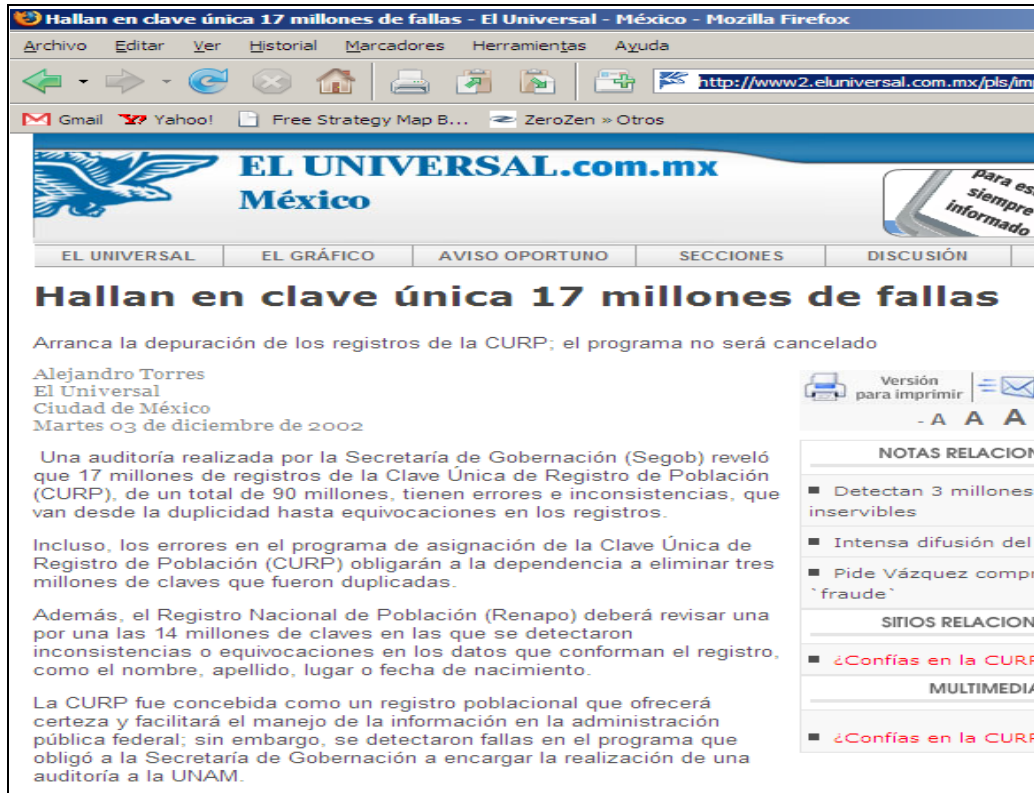 Hallan en clave única 17 millones de fallas - El Universal - México - Mozilla Firefox
Archivo Editar Ver Historial Marcadores Herramientas Ayuda
http://www2.eluniversal.com.mx/pls/im
Gmail Yahoo! Free Strategy Map B... ZeroZen » Otros
EL UNIVERSAL.com.mx
México
para es
siempre
informado
EL UNIVERSAL EL GRÁFICO AVISO OPORTUNO SECCIONES DISCUSIÓN
Hallan en clave única 17 millones de fallas
Arranca la depuración de los registros de la CURP; el programa no será cancelado
Alejandro Torres
El Universal
Ciudad de México
Martes 03 de diciembre de 2002
Una auditoría realizada por la Secretaría de Gobernación (Segob) reveló
que 17 millones de registros de la Clave Única de Registro de Población
(CURP), de un total de 90 millones, tienen errores e inconsistencias, que
van desde la duplicidad hasta equivocaciones en los registros.
Incluso, los errores en el programa de asignación de la Clave Única de
Registro de Población (CURP) obligarán a la dependencia a eliminar tres
millones de claves que fueron duplicadas.
Además, el Registro Nacional de Población (Renapo) deberá revisar una
por una las 14 millones de claves en las que se detectaron
inconsistencias o equivocaciones en los datos que conforman el registro,
como el nombre, apellido, lugar o fecha de nacimiento.
La CURP fue concebida como un registro poblacional que ofrecerá
certeza y facilitará el manejo de la información en la administración
pública federal; sin embargo, se detectaron fallas en el programa que
obligó a la Secretaría de Gobernación a encargar la realización de una
auditoría a la UNAM.
Versión
para imprimir
- A A A
NOTAS RELACION
Detectan 3 millones
inservibles
Intensa difusión del
Pide Vázquez compr
`fraude`
SITIOS RELACION
¿Confías en la CURP
MULTIMEDIA
¿Confías en la CURP